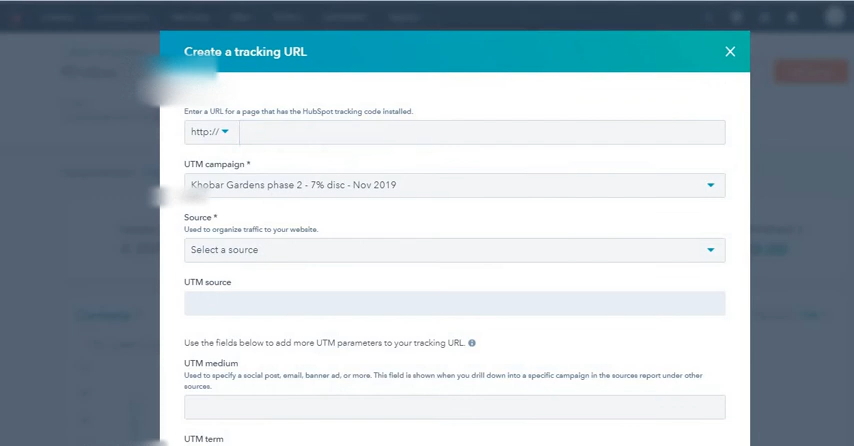 Create a tracking URL
Enter a URL for a page that has the HubSpot tracking code installed.
http://
UTM campaign *
Khobar Gardens phase 2 - 7% disc - Nov 2019
Source *
Used to organize traffic to your website.
Select a source
UTM source
Use the fields below to add more UTM parameters to your tracking URL.
UTM medium
Used to specify a social post, email, banner ad, or more. This field is shown when you drill down into a specific campaign in the sources report under other
sources.
UTM term